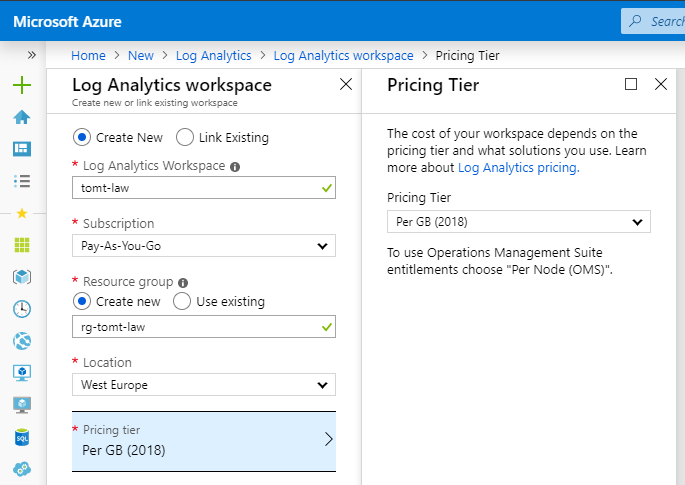 Microsoft Azure
Search
Home > New > Log Analytics > Log Analytics workspace > Pricing Tier
Log Analytics workspace
Create new or link existing workspace
Create New Link Existing
* Log Analytics Workspace
tomt-law
* Subscription
Pay-As-You-Go
* Resource group
Create new Use existing
rg-tomt-law
* Location
West Europe
* Pricing tier
Per GB (2018)
Pricing Tier
The cost of your workspace depends on the
pricing tier and what solutions you use. Learn
more about Log Analytics pricing.
Pricing Tier
Per GB (2018)
To use Operations Management Suite
entitlements choose "Per Node (OMS)".
SQL